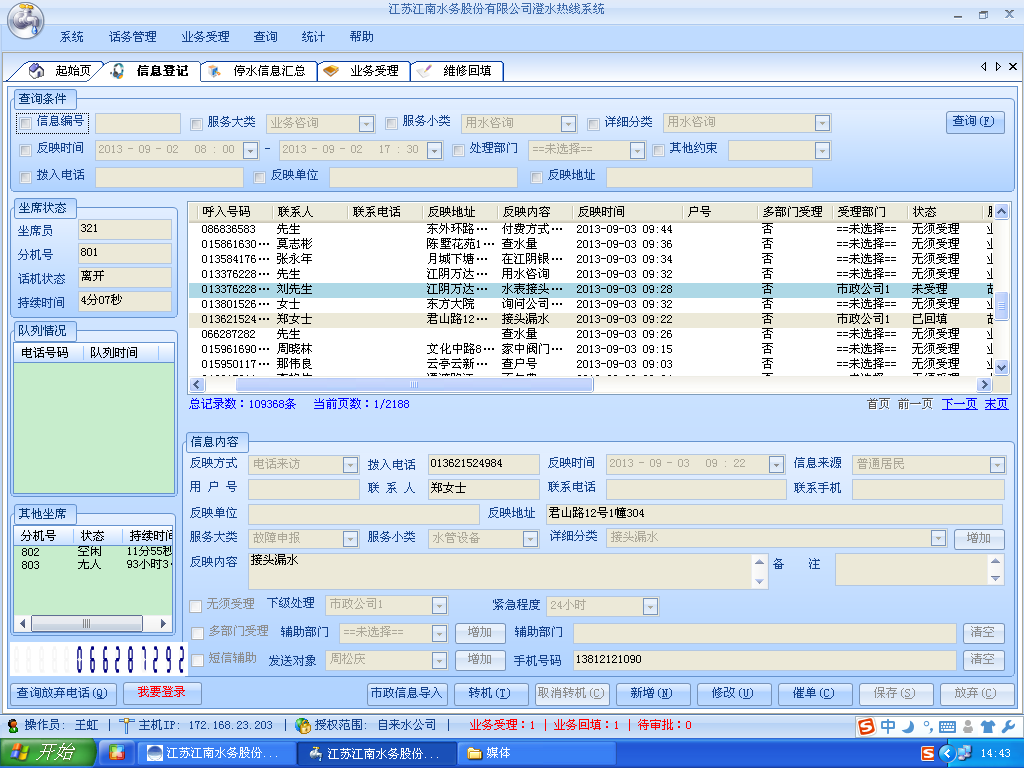 江苏江南水务股份有限公司澄水热线系统
系统 话务管理 业务受理 查询 统计 帮助
起始页 信息登记 停水信息汇总 业务受理 维修回填
查询条件
信息编号 服务大类 业务咨询 服务小类 用水咨询 详细分类 用水咨询 查询(F)
反映时间 2013-09-02 08:00 - 2013-09-02 17:30 处理部门 ==未选择== 其他约束
拨入电话 反映单位 反映地址
坐席状态
坐席员 321
分机号 801
话机状态 离开
持续时间 4分07秒
队列情况
电话号码 队列时间
其他坐席
分机号 状态 持续时间
802 空闲 11分55秒
803 无人 93小时3
066287292
呼入号码 联系人 联系电话 反映地址 反映内容 反映时间 户号 多部门受理 受理部门 状态
086836583 先生 东外环路… 付费方式… 2013-09-03 09:44 否 ==未选择== 无须受理 业
015861630… 莫志彬 陈墅花苑1… 查水量 2013-09-03 09:36 否 ==未选择== 无须受理 业
013584176… 张永年 月城下塘… 在江阴银… 2013-09-03 09:34 否 ==未选择== 无须受理 业
013376228… 先生 江阴万达… 用水咨询 2013-09-03 09:32 否 ==未选择== 无须受理 业
013376228… 刘先生 江阴万达… 水表接头… 2013-09-03 09:28 否 市政公司1 未受理
013801526… 女士 东方大院 询问公司… 2013-09-03 09:32 否 ==未选择== 无须受理 业
013621524… 郑女士 君山路12… 接头漏水 2013-09-03 09:22 否 市政公司1 已回填
066287282 先生 查水量 2013-09-03 09:26 否 ==未选择== 无须受理 业
015961690… 周晓林 文化中路8… 家中阀门… 2013-09-03 09:15 否 ==未选择== 无须受理 业
015950117… 那伟良 云亭云新… 查户号 2013-09-03 09:03 否 ==未选择== 无须受理 业
总记录数：109368条 当前页数：1/2188 首页 前一页 下一页 末页
信息内容
反映方式 电话来访 拨入电话 013621524984 反映时间 2013-09-03 09:22 信息来源 普通居民
用 户 号 联 系 人 郑女士 联系电话 联系手机
反映单位 反映地址 君山路12号1幢304
服务大类 故障申报 服务小类 水管设备 详细分类 接头漏水 增加
反映内容 接头漏水 备 注
无须受理 下级处理 市政公司1 紧急程度 24小时
多部门受理 辅助部门 ==未选择== 增加 辅助部门 清空
短信辅助 发送对象 周松庆 增加 手机号码 13812121090 清空
查询放弃电话(Q) 我要登录 市政信息导入 转机(T) 取消转机(C) 新增(N) 修改(U) 催单(C) 保存(S) 放弃(C)
操作员：王虹 主机IP：172.168.23.203 授权范围：自来水公司 业务受理：1 业务回填：1 待审批：0
中
开始 江苏江南水务股份... 江苏江南水务股份... 媒体 14:43